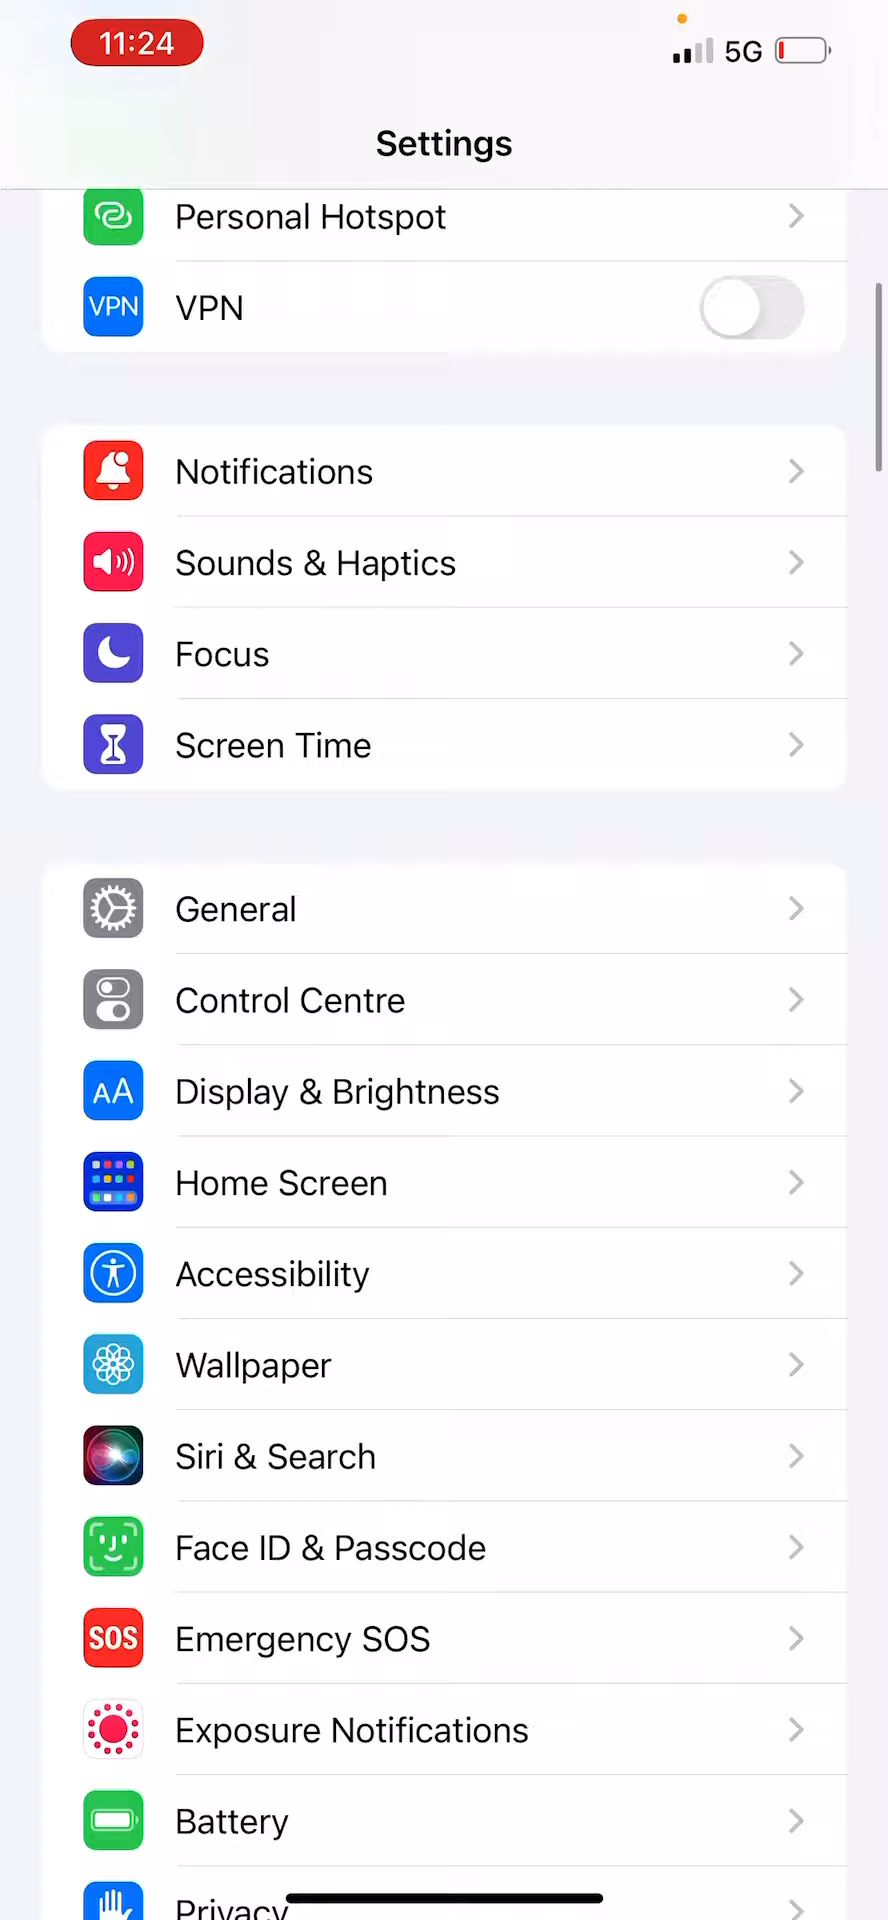 11:24
5G
Settings
Personal Hotspot
VPN VPN
Notifications
Sounds & Haptics
Focus
Screen Time
General
Control Centre
AA Display & Brightness
Home Screen
Accessibility
Wallpaper
Siri & Search
Face ID & Passcode
SOS Emergency SOS
Exposure Notifications
Battery
Privacy